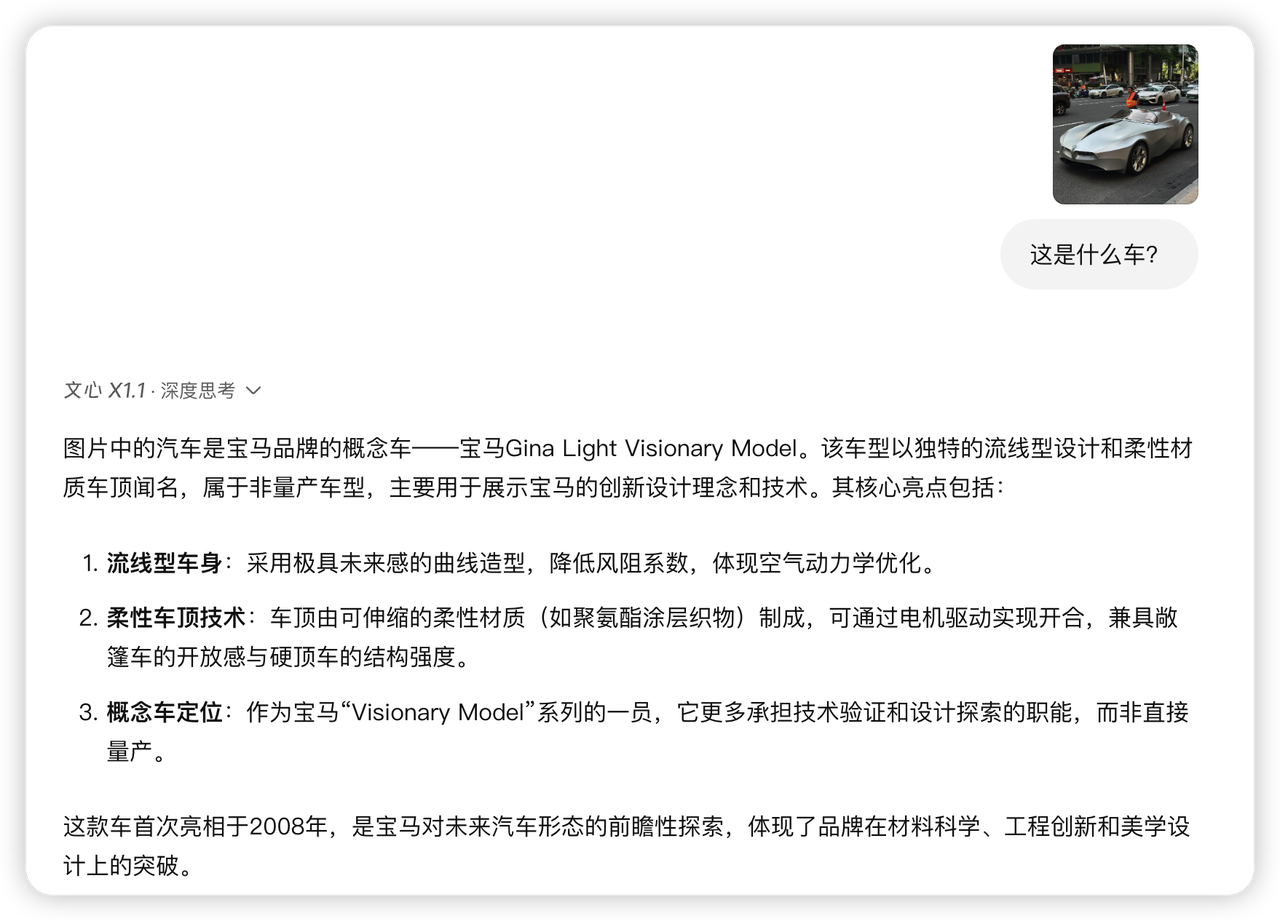 这是什么车?
文心 X1.1 · 深度思考
图片中的汽车是宝马品牌的概念车——宝马Gina Light Visionary Model。该车型以独特的流线型设计和柔性材
质车顶闻名，属于非量产车型，主要用于展示宝马的创新设计理念和技术。其核心亮点包括：
1. 流线型车身：采用极具未来感的曲线造型，降低风阻系数，体现空气动力学优化。
2. 柔性车顶技术：车顶由可伸缩的柔性材质（如聚氨酯涂层织物）制成，可通过电机驱动实现开合，兼具敞
篷车的开放感与硬顶车的结构强度。
3. 概念车定位：作为宝马“Visionary Model”系列的一员，它更多承担技术验证和设计探索的职能，而非直接
量产。
这款车首次亮相于2008年，是宝马对未来汽车形态的前瞻性探索，体现了品牌在材料科学、工程创新和美学设
计上的突破。